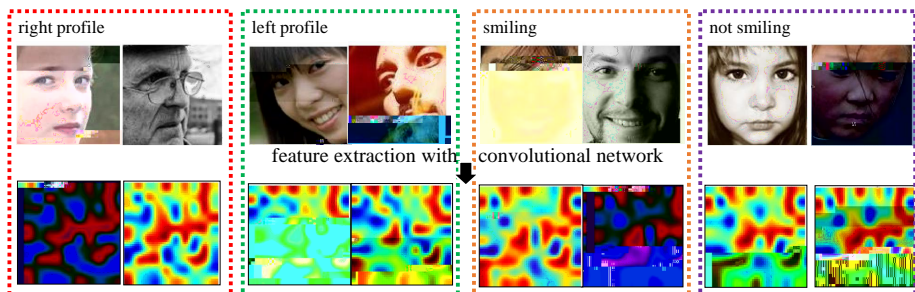 right profile
left profile
smiling
not smiling
feature extraction with convolutional network